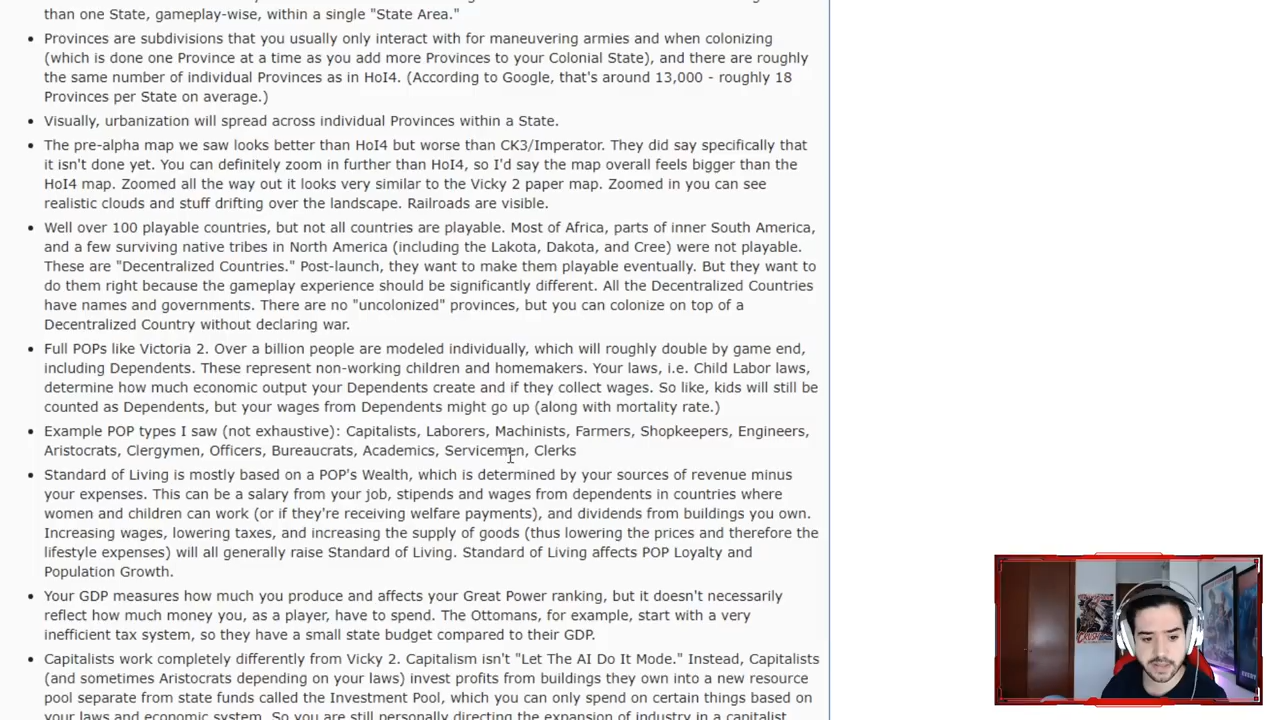 than one State, gameplay-wise, within a single "State Area."
• Provinces are subdivisions that you usually only interact with for maneuvering armies and when colonizing
(which is done one Province at a time as you add more Provinces to your Colonial State), and there are roughly
the same number of individual Provinces as in HoI4. (According to Google, that's around 13,000 - roughly 18
Provinces per State on average.)
• Visually, urbanization will spread across individual Provinces within a State.
• The pre-alpha map we saw looks better than HoI4 but worse than CK3/Imperator. They did say specifically that
it isn't done yet. You can definitely zoom in further than HoI4, so I'd say the map overall feels bigger than the
HoI4 map. Zoomed all the way out it looks very similar to the Vicky 2 paper map. Zoomed in you can see
realistic clouds and stuff drifting over the landscape. Railroads are visible.
• Well over 100 playable countries, but not all countries are playable. Most of Africa, parts of inner South America,
and a few surviving native tribes in North America (including the Lakota, Dakota, and Cree) were not playable.
These are "Decentralized Countries." Post-launch, they want to make them playable eventually. But they want to
do them right because the gameplay experience should be significantly different. All the Decentralized Countries
have names and governments. There are no "uncolonized" provinces, but you can colonize on top of a
Decentralized Country without declaring war.
• Full POPs like Victoria 2. Over a billion people are modeled individually, which will roughly double by game end,
including Dependents. These represent non-working children and homemakers. Your laws, i.e. Child Labor laws,
determine how much economic output your Dependents create and if they collect wages. So like, kids will still be
counted as Dependents, but your wages from Dependents might go up (along with mortality rate.)
• Example POP types I saw (not exhaustive): Capitalists, Laborers, Machinists, Farmers, Shopkeepers, Engineers,
Aristocrats, Clergymen, Officers, Bureaucrats, Academics, Servicemen, Clerks
• Standard of Living is mostly based on a POP's Wealth, which is determined by your sources of revenue minus
your expenses. This can be a salary from your job, stipends and wages from dependents in countries where
women and children can work (or if they're receiving welfare payments), and dividends from buildings you own.
Increasing wages, lowering taxes, and increasing the supply of goods (thus lowering the prices and therefore the
lifestyle expenses) will all generally raise Standard of Living. Standard of Living affects POP Loyalty and
Population Growth.
• Your GDP measures how much you produce and affects your Great Power ranking, but it doesn't necessarily
reflect how much money you, as a player, have to spend. The Ottomans, for example, start with a very
inefficient tax system, so they have a small state budget compared to their GDP.
• Capitalists work completely differently from Vicky 2. Capitalism isn't "Let The AI Do It Mode." Instead, Capitalists
(and sometimes Aristocrats depending on your laws) invest profits from buildings they own into a new resource
pool separate from state funds called the Investment Pool, which you can only spend on certain things based on
your laws and economic system. So you are still personally directing the expansion of industry in a capitalist